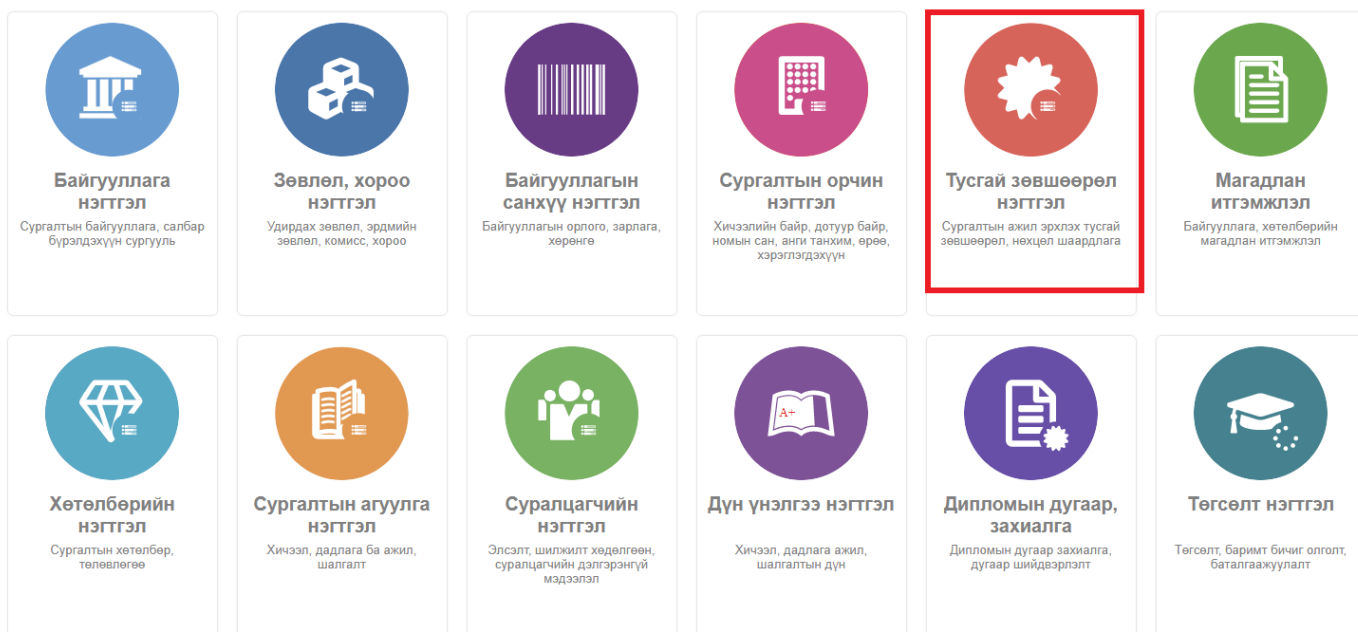 Байгууллага
нэгтгэл
Сургалтын байгууллага, салбар
бүрэлдэхүүн сургууль
Зөвлөл, хороо
нэгтгэл
Удирдах зөвлөл, эрдмийн
зөвлөл, комисс, хороо
Байгууллагын
санхүү нэгтгэл
Байгууллагын орлого, зарлага,
хөрөнгө
Сургалтын орчин
нэгтгэл
Хичээлийн байр, дотуур байр,
номын сан, анги танхим, өрөө,
хэрэглэгдэхүүн
Тусгай зөвшөөрөл
нэгтгэл
Сургалтын ажил эрхлэх тусгай
зөвшөөрөл, нөхцөл шаардлага
Магадлан
итгэмжлэл
Байгууллага, хөтөлбөрийн
магадлан итгэмжлэл
Хөтөлбөрийн
нэгтгэл
Сургалтын хөтөлбөр,
төлөвлөгөө
Сургалтын агуулга
нэгтгэл
Хичээл, дадлага ба ажил,
шалгалт
Суралцагчийн
нэгтгэл
Элсэлт, шилжилт хөдөлгөөн,
суралцагчийн дэлгэрэнгүй
мэдээлэл
A+
Дүн үнэлгээ нэгтгэл
Хичээл, дадлага ажил,
шалгалтын дүн
Дипломын дугаар,
захиалга
Дипломын дугаар захиалга,
дугаар шийдвэрлэлт
Төгсөлт нэгтгэл
Төгсөлт, баримт бичиг олголт,
баталгаажуулалт